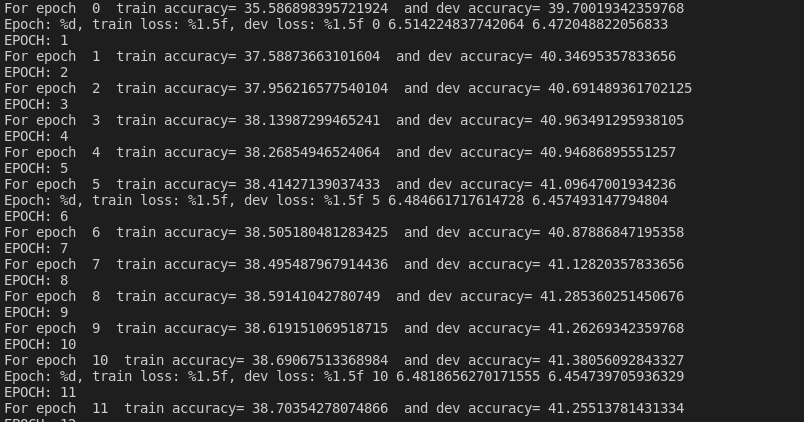 For epoch  0  train accuracy= 35.586898395721924  and dev accuracy= 39.70019342359768
Epoch: %d, train loss: %1.5f, dev loss: %1.5f 0 6.514224837742064 6.472048822056833
EPOCH: 1
For epoch  1  train accuracy= 37.58873663101604  and dev accuracy= 40.34695357833656
EPOCH: 2
For epoch  2  train accuracy= 37.956216577540104  and dev accuracy= 40.691489361702125
EPOCH: 3
For epoch  3  train accuracy= 38.13987299465241  and dev accuracy= 40.963491295938105
EPOCH: 4
For epoch  4  train accuracy= 38.26854946524064  and dev accuracy= 40.94686895551257
EPOCH: 5
For epoch  5  train accuracy= 38.41427139037433  and dev accuracy= 41.09647001934236
Epoch: %d, train loss: %1.5f, dev loss: %1.5f 5 6.484661717614728 6.457493147794804
EPOCH: 6
For epoch  6  train accuracy= 38.505180481283425  and dev accuracy= 40.87886847195358
EPOCH: 7
For epoch  7  train accuracy= 38.495487967914436  and dev accuracy= 41.12820357833656
EPOCH: 8
For epoch  8  train accuracy= 38.59141042780749  and dev accuracy= 41.285360251450676
EPOCH: 9
For epoch  9  train accuracy= 38.619151069518715  and dev accuracy= 41.26269342359768
EPOCH: 10
For epoch  10  train accuracy= 38.69067513368984  and dev accuracy= 41.38056092843327
Epoch: %d, train loss: %1.5f, dev loss: %1.5f 10 6.4818656270171555 6.454739705936329
EPOCH: 11
For epoch  11  train accuracy= 38.70354278074866  and dev accuracy= 41.25513781431334
EPOCH: 12